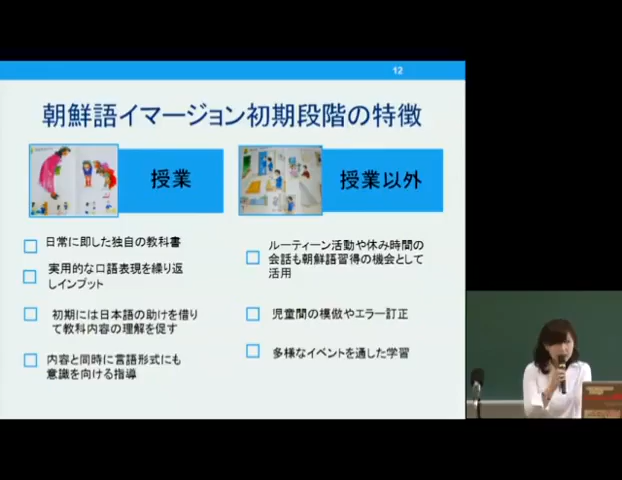 12
朝鮮語イマージョン初期段階の特徴
授業
授業以外
日常に即した独自の教科書
実用的な口語表現を繰り返
しインプット
初期には日本語の助けを借り
て教科内容の理解を促す
内容と同時に言語形式にも
意識を向ける指導
ルーティーン活動や休み時間の
会話も朝鮮語習得の機会として
活用
児童間の模倣やエラー訂正
多様なイベントを通した学習